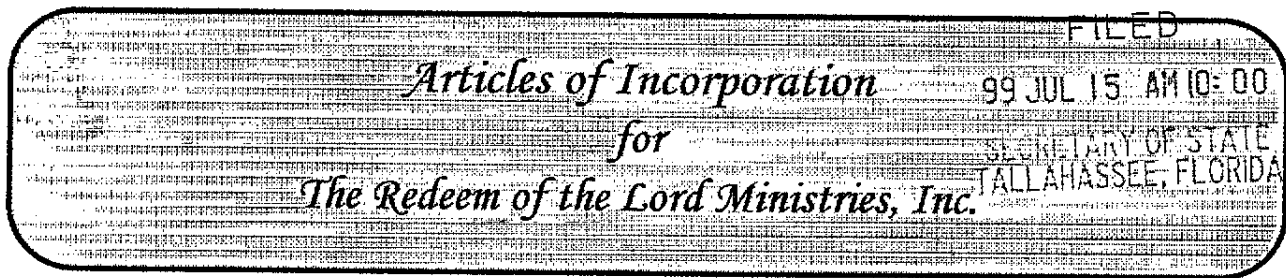 FILED
Articles of Incorporation
99 JUL 15 AM 10:00
for
SECRETARY OF STATE
TALLAHASSEE, FLORIDA
The Redeem of the Lord Ministries, Inc.